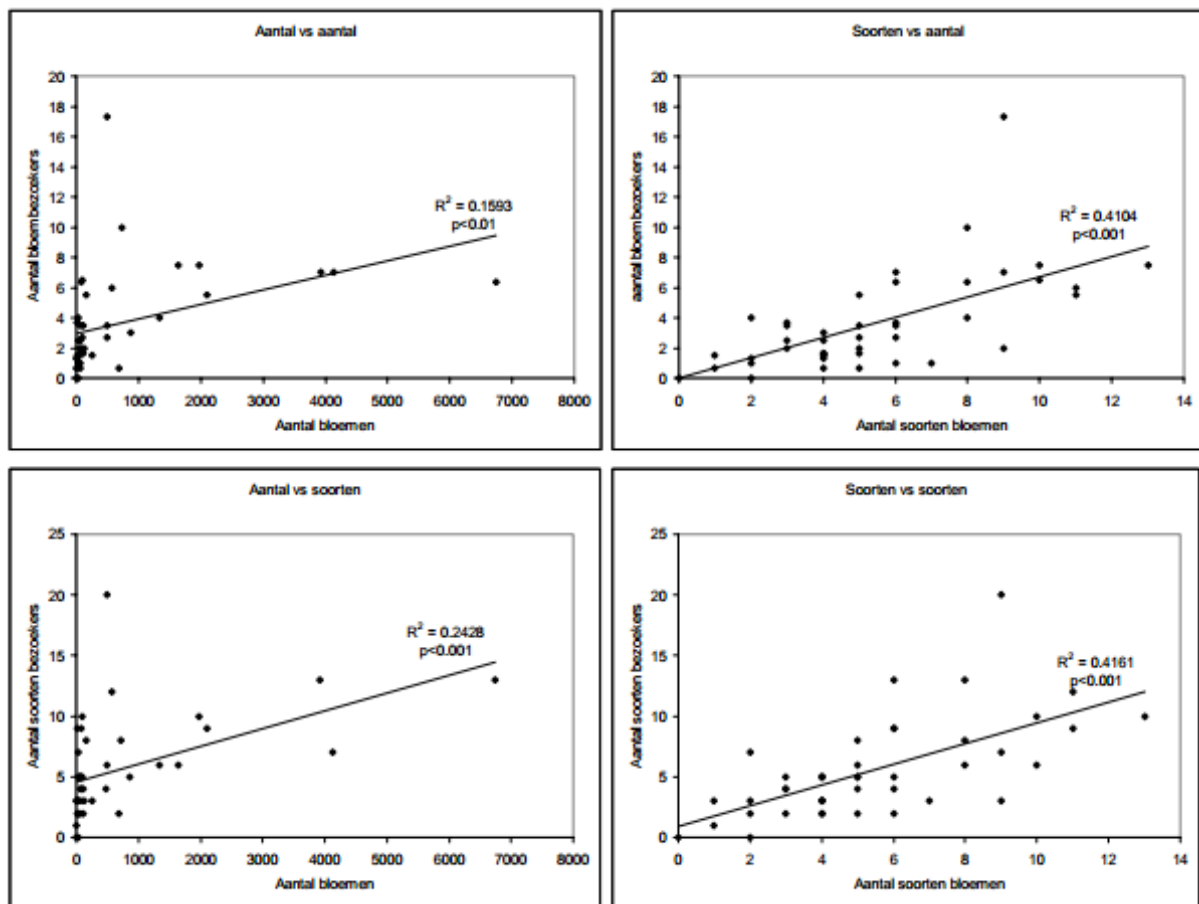 Aantal vs aantal
Aantal bloembezoekers
20
18
16
14
12
10
8
6
4
2
0
R² = 0.1593
p<0.01
0 1000 2000 3000 4000 5000 6000 7000 8000
Aantal bloemen
Soorten vs aantal
aantal bloembezoekers
20
18
16
14
12
10
8
6
4
2
0
R² = 0.4104
p<0.001
0 2 4 6 8 10 12 14
Aantal soorten bloemen
Aantal vs soorten
Aantal soorten bezoekers
25
20
15
10
5
0
R² = 0.2428
p<0.001
0 1000 2000 3000 4000 5000 6000 7000 8000
Aantal bloemen
Soorten vs soorten
Aantal soorten bezoekers
25
20
15
10
5
0
R² = 0.4161
p<0.001
0 2 4 6 8 10 12 14
Aantal soorten bloemen